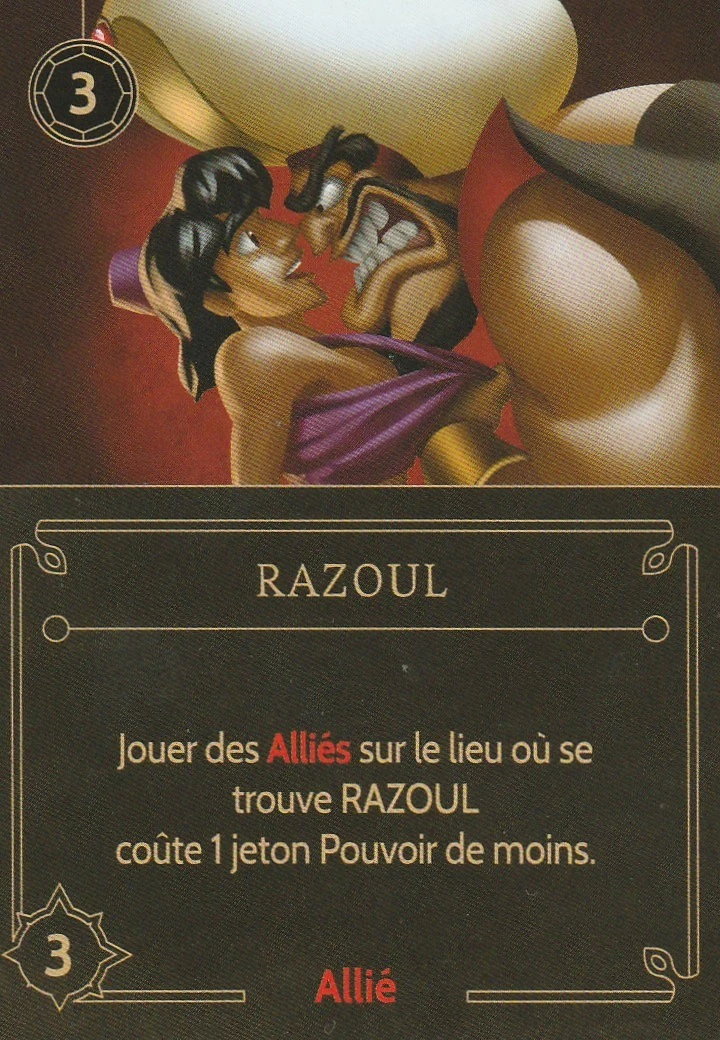 3
RAZOUL
Jouer des Alliés sur le lieu où se
trouve RAZOUL
coûte 1 jeton Pouvoir de moins.
3
Allié